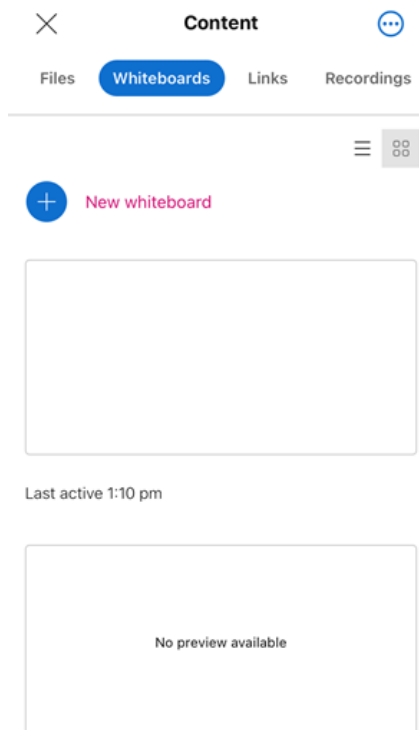 Content
Files Whiteboards Links Recordings
New whiteboard
Last active 1:10 pm
No preview available